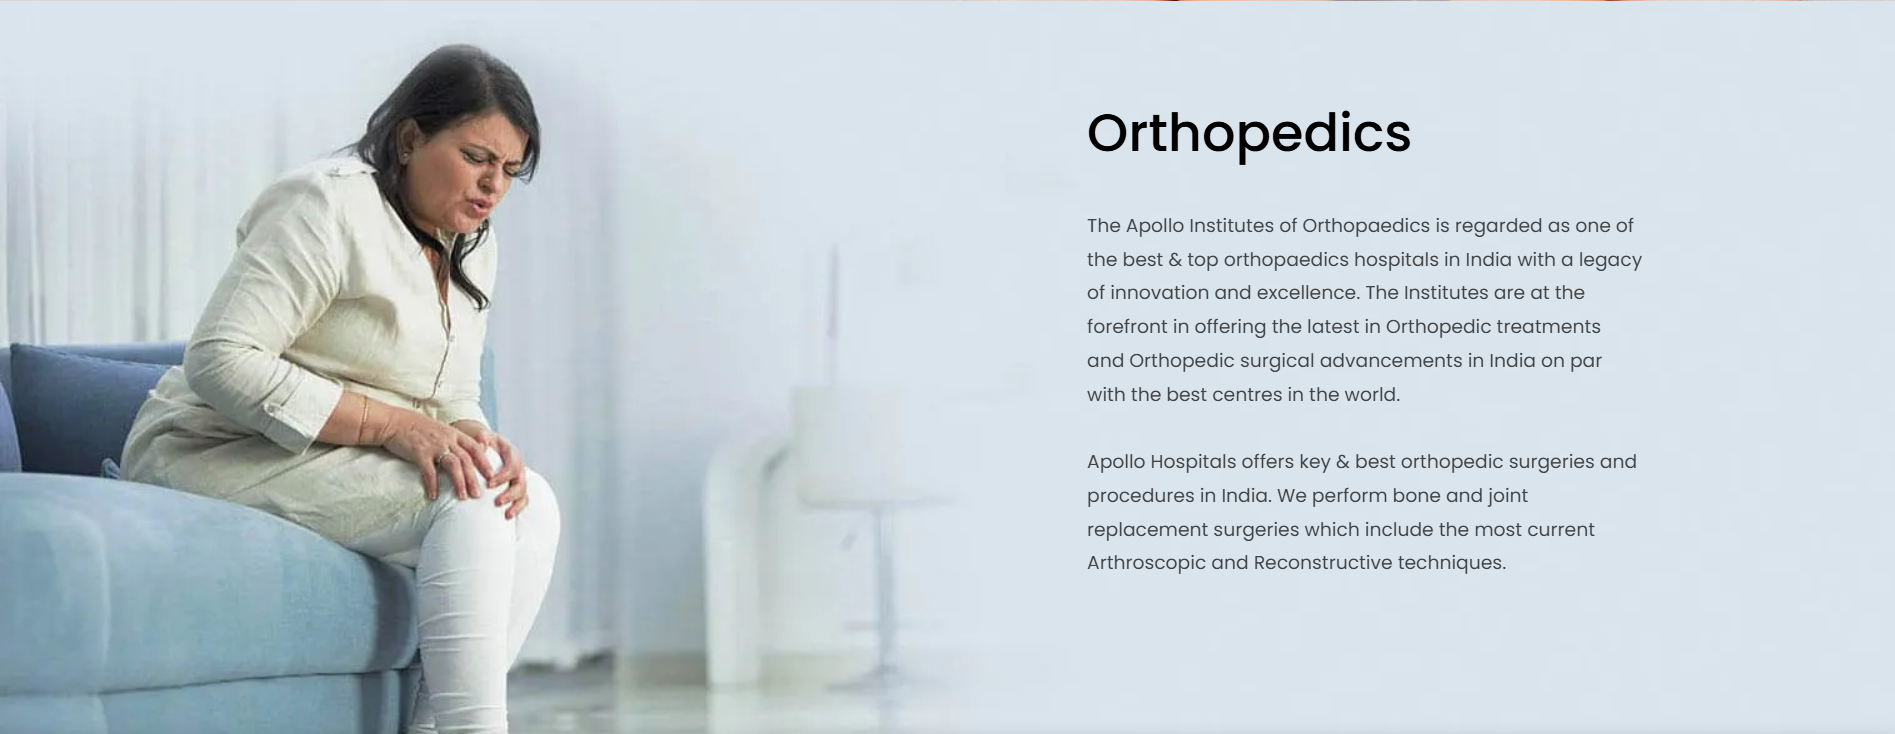 Orthopedics
The Apollo Institutes of Orthopaedics is regarded as one of
the best & top orthopaedics hospitals in India with a legacy
of innovation and excellence. The Institutes are at the
forefront in offering the latest in Orthopedic treatments
and Orthopedic surgical advancements in India on par
with the best centres in the world.
Apollo Hospitals offers key & best orthopedic surgeries and
procedures in India. We perform bone and joint
replacement surgeries which include the most current
Arthroscopic and Reconstructive techniques.